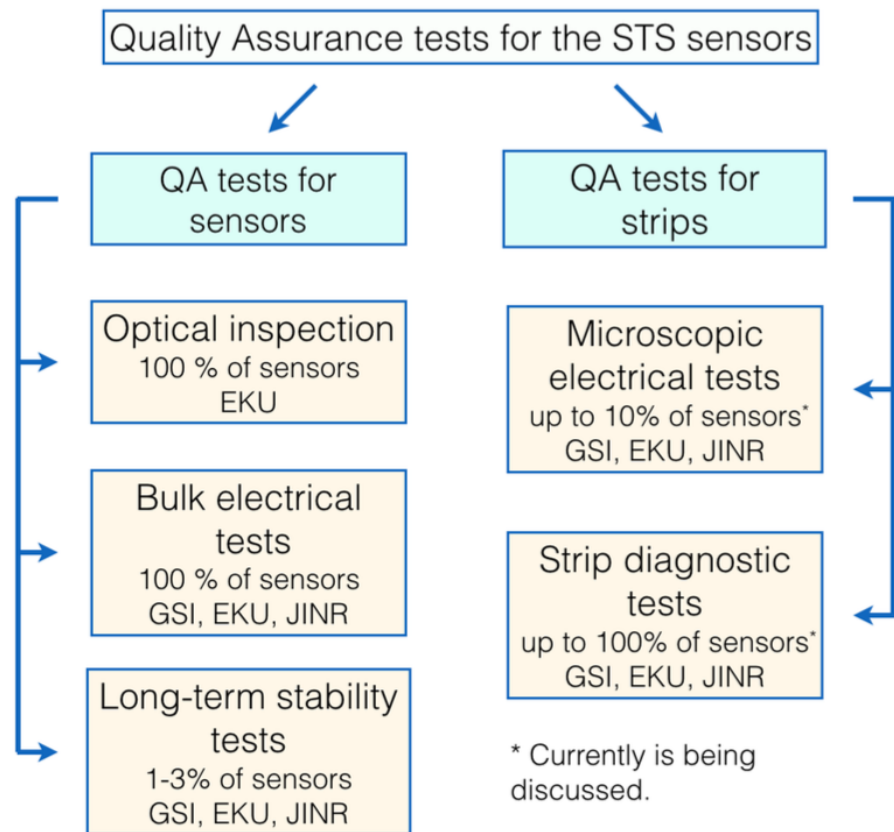 Quality Assurance tests for the STS sensors
QA tests for
sensors
Optical inspection
100 % of sensors
EKU
Bulk electrical
tests
100 % of sensors
GSI, EKU, JINR
Long-term stability
tests
1-3% of sensors
GSI, EKU, JINR
QA tests for
strips
Microscopic
electrical tests
up to 10% of sensors*
GSI, EKU, JINR
Strip diagnostic
tests
up to 100% of sensors*
GSI, EKU, JINR
* Currently is being
discussed.